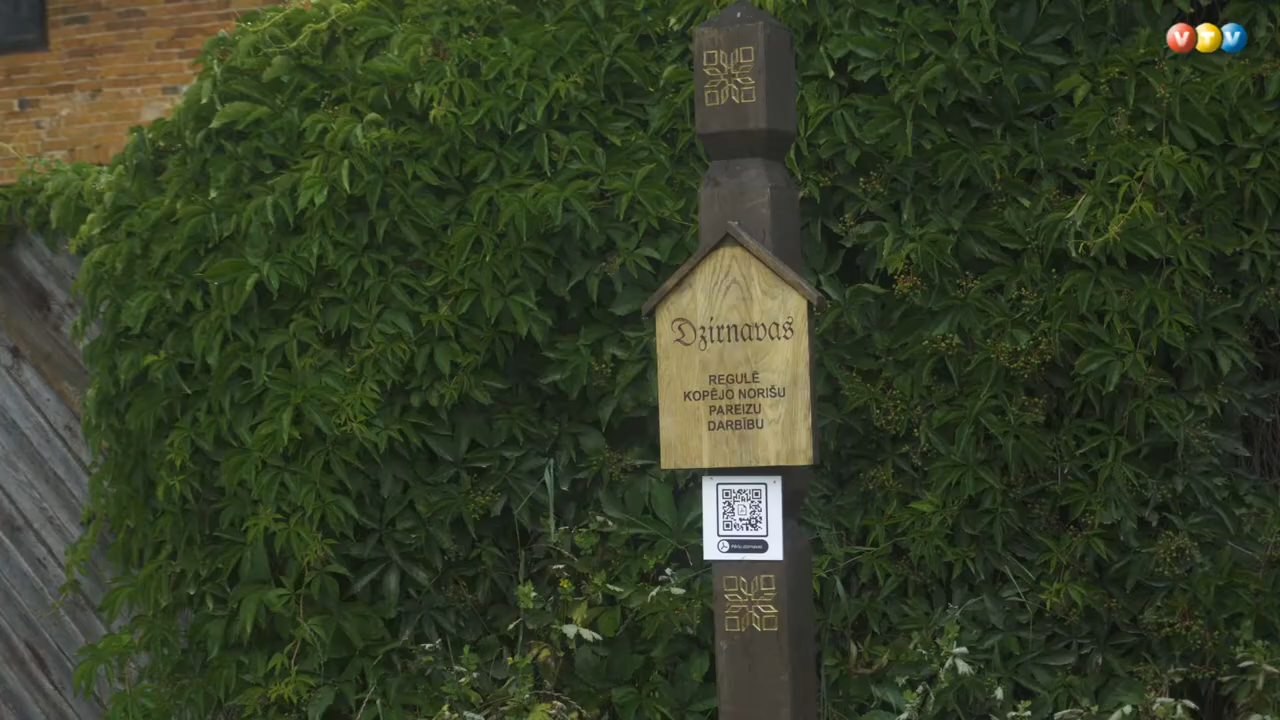 VTV
Dzirnavas
REGULĒ
KOPĒJO NORIŠU
PAREIZU
DARBĪBU